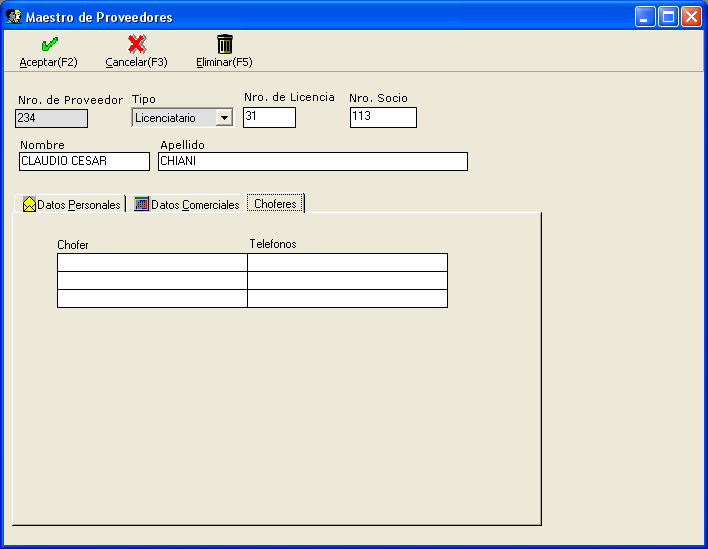 Maestro de Proveedores
Aceptar(F2) Cancelar(F3) Eliminar(F5)
Nro. de Proveedor Tipo Nro. de Licencia Nro. Socio
234 Licenciatario 31 113
Nombre Apellido
CLAUDIO CESAR CHIANI
Datos Personales Datos Comerciales Choferes
Chofer Telefonos